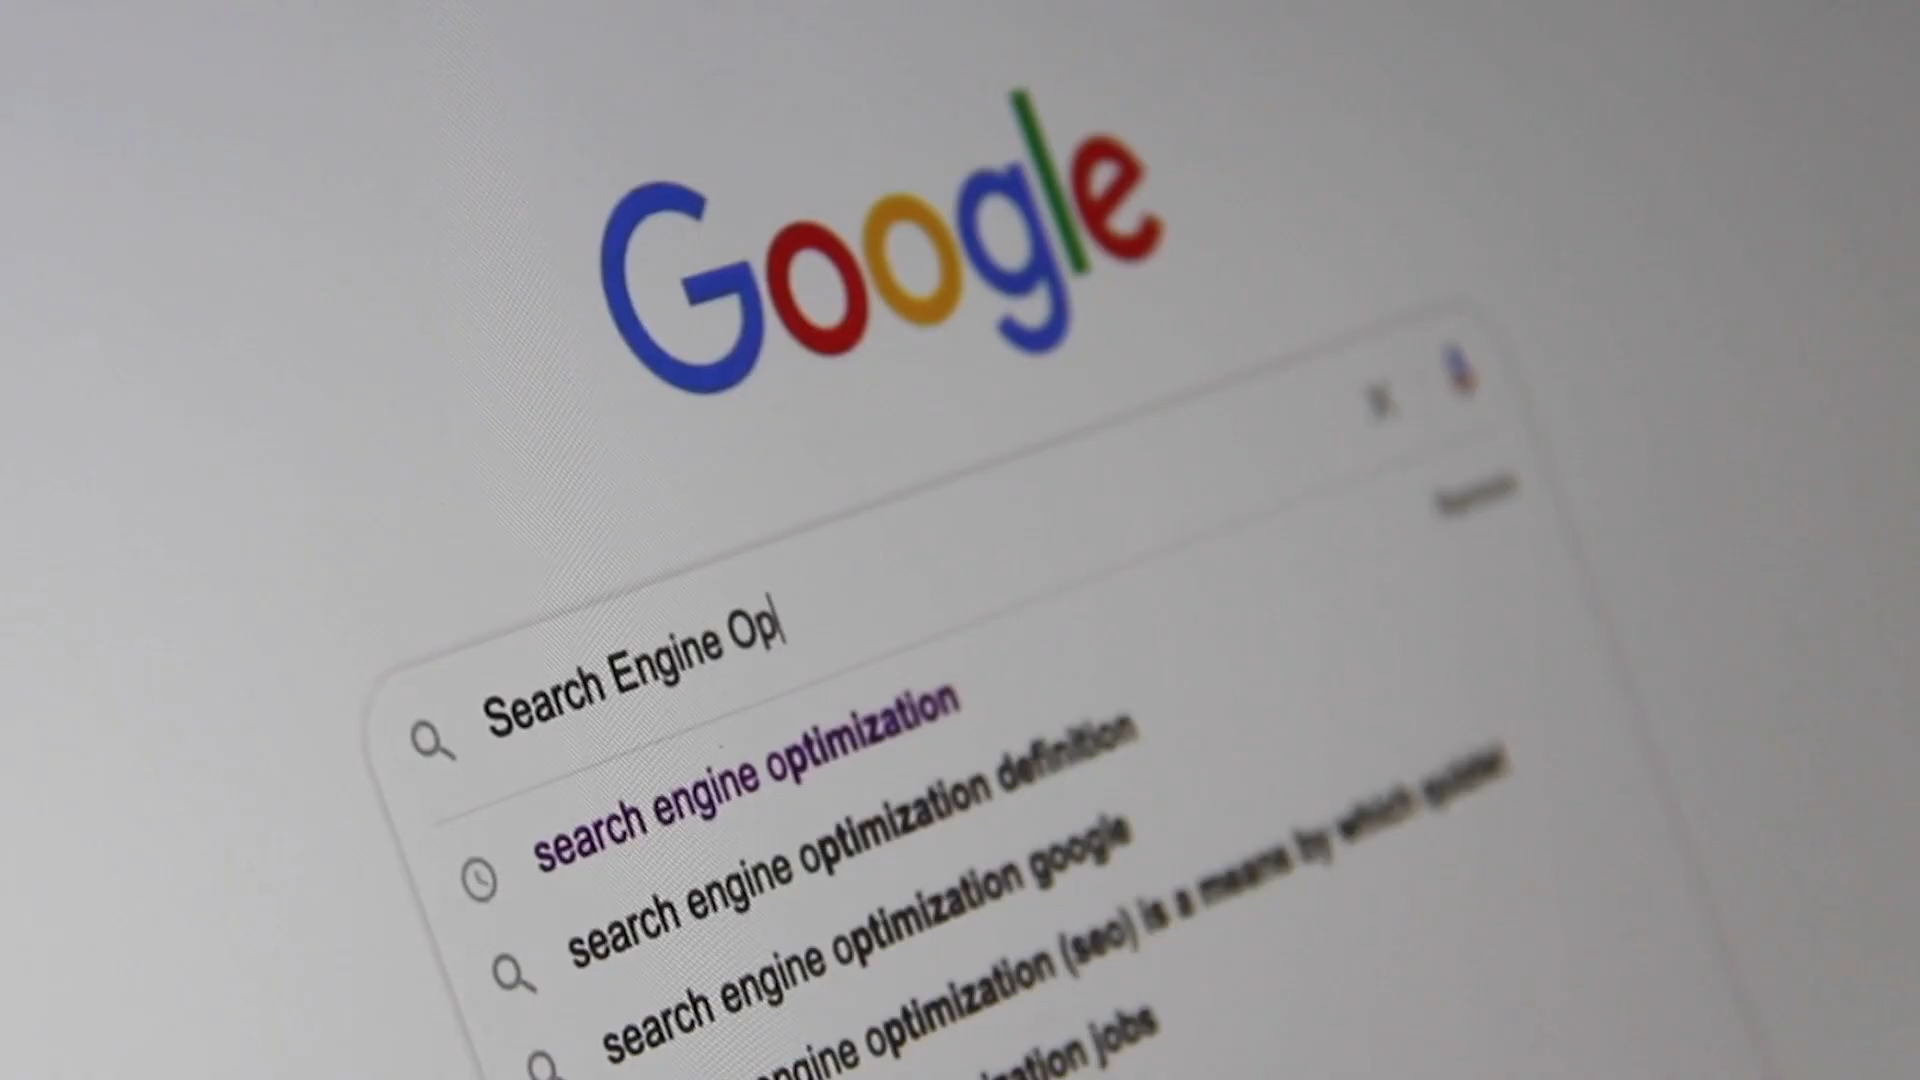 Google
Search Engine Op
search engine optimization
search engine optimization definition
search engine optimization google
engine optimization (seo) is a means by which
ization jobs